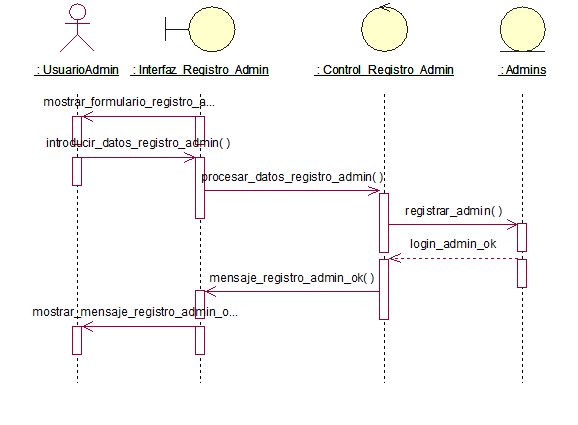 : UsuarioAdmin
: Interfaz_Registro_Admin
: Control_Registro_Admin
: Admins
mostrar_formulario_registro_a...
introducir_datos_registro_admin( )
procesar_datos_registro_admin( )
registrar_admin( )
login_admin_ok
mensaje_registro_admin_ok( )
mostrar_mensaje_registro_admin_o...